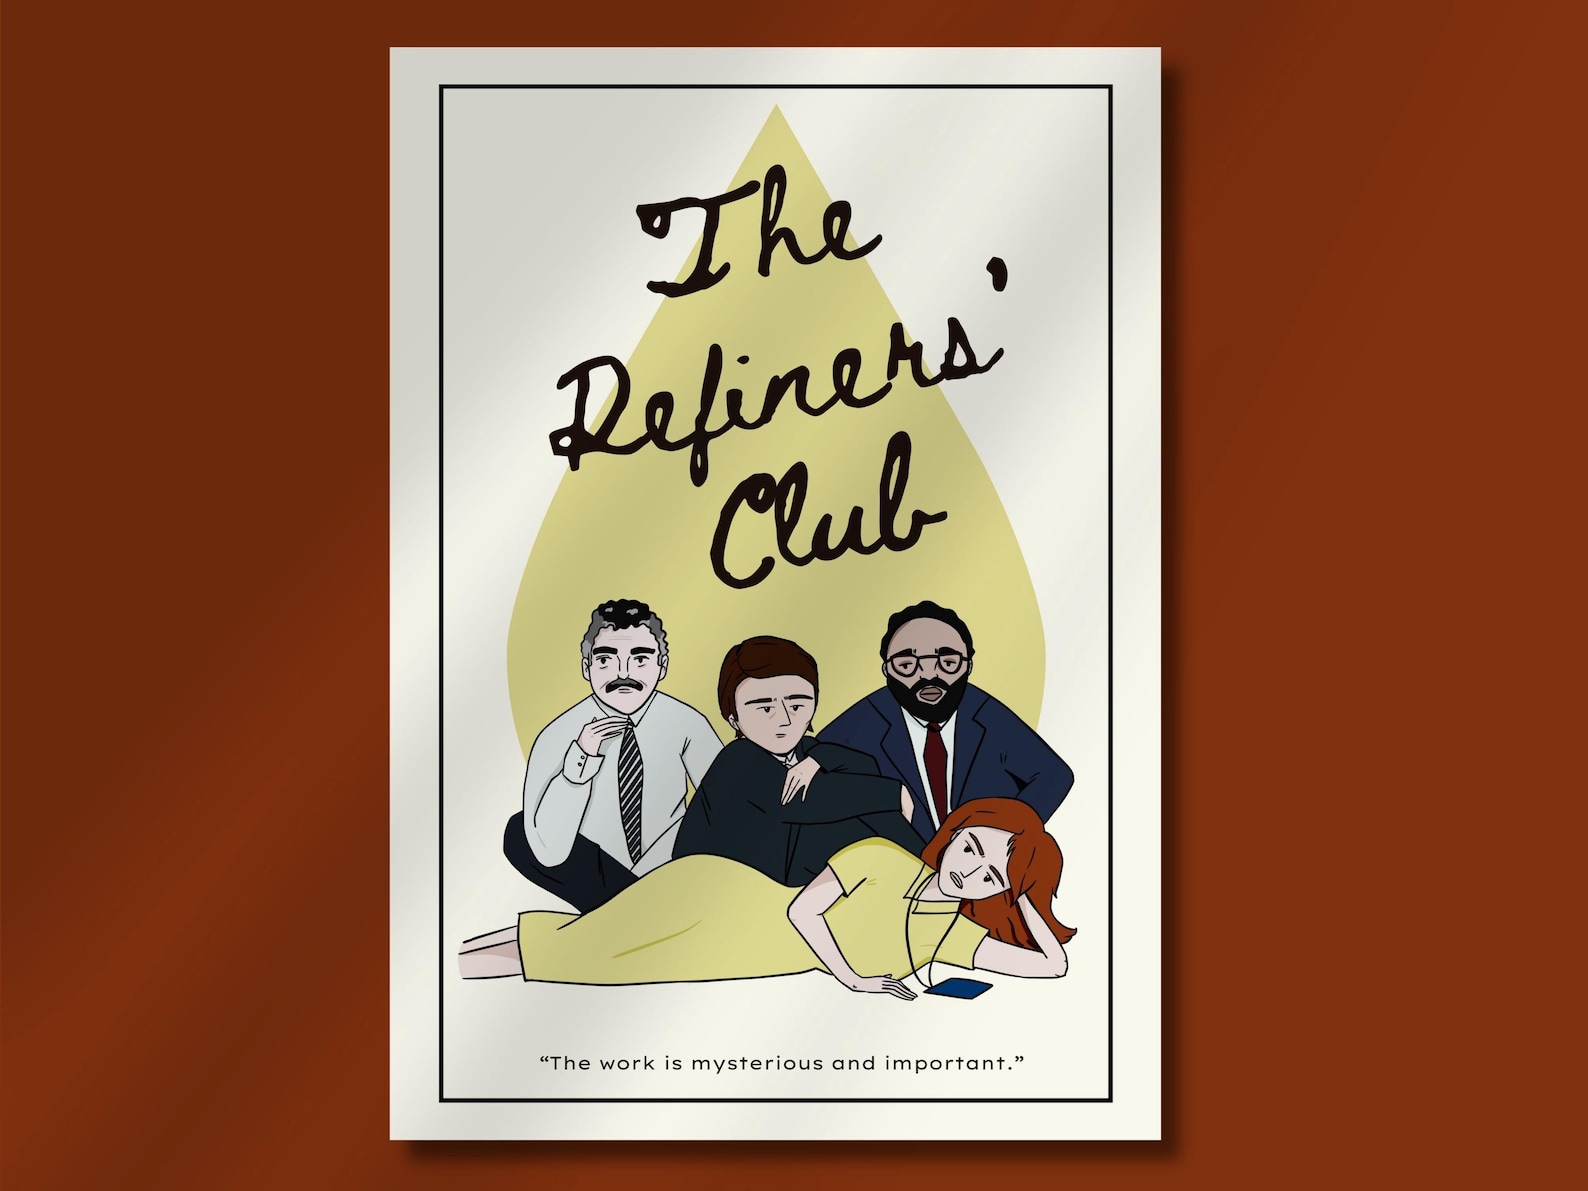 The
Refiners’
Club
“The work is mysterious and important.”